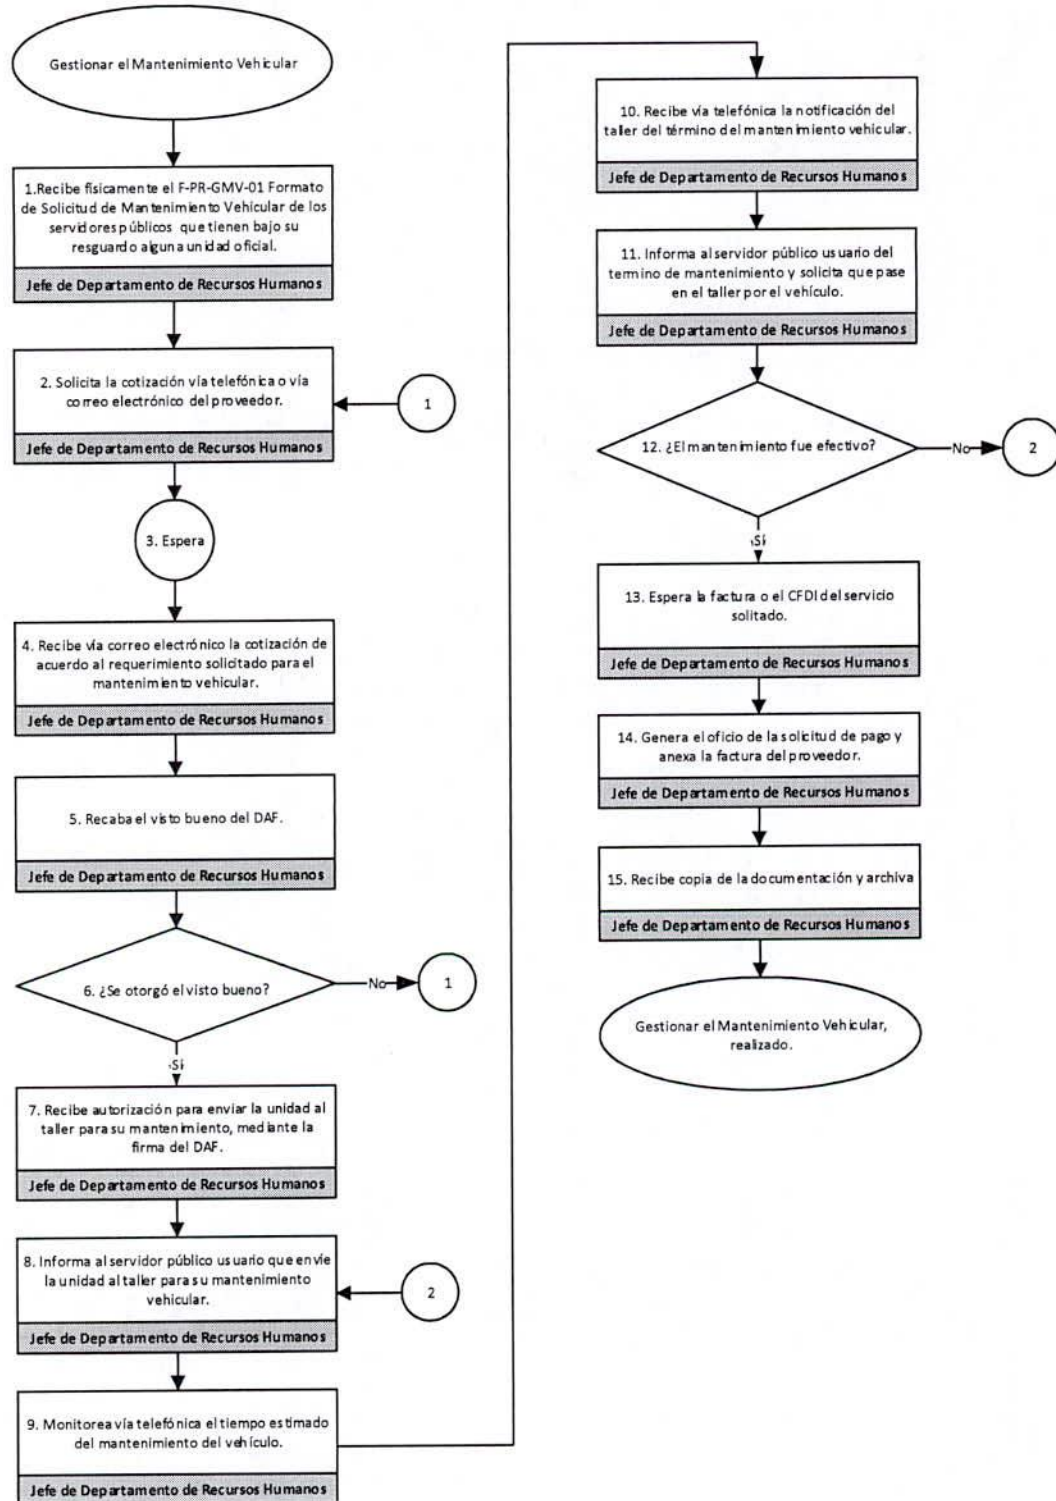 Gestionar el Mantenimiento Vehicular
1.Recibe físicamente el F-PR-GMV-01 Formato
de Solicitud de Mantenimiento Vehicular de los
servidores públicos que tienen bajo su
resguardo alguna unidad oficial.
Jefe de Departamento de Recursos Humanos
2. Solicita la cotización vía telefónica o vía
correo electrónico del proveedor.
1
Jefe de Departamento de Recursos Humanos
3. Espera
4. Recibe vía correo electrónico la cotización de
acuerdo al requerimiento solicitado para el
mantenimiento vehicular.
Jefe de Departamento de Recursos Humanos
5. Recaba el visto bueno del DAF.
Jefe de Departamento de Recursos Humanos
6. ¿Se otorgó el visto bueno?
No
1
Sí
7. Recibe autorización para enviar la unidad al
taller para su mantenimiento, mediante la
firma del DAF.
Jefe de Departamento de Recursos Humanos
8. Informa al servidor público usuario que envíe
la unidad al taller para su mantenimiento
vehicular.
2
Jefe de Departamento de Recursos Humanos
9. Monitorea vía telefónica el tiempo estimado
del mantenimiento del vehículo.
Jefe de Departamento de Recursos Humanos
10. Recibe vía telefónica la notificación del
taller del término del mantenimiento vehicular.
Jefe de Departamento de Recursos Humanos
11. Informa al servidor público usuario del
termino de mantenimiento y solicita que pase
en el taller por el vehículo.
Jefe de Departamento de Recursos Humanos
12. ¿El mantenimiento fue efectivo?
No
2
Sí
13. Espera la factura o el CFDI del servicio
solitado.
Jefe de Departamento de Recursos Humanos
14. Genera el oficio de la solicitud de pago y
anexa la factura del proveedor.
Jefe de Departamento de Recursos Humanos
15. Recibe copia de la documentación y archiva
Jefe de Departamento de Recursos Humanos
Gestionar el Mantenimiento Vehicular,
realizado.